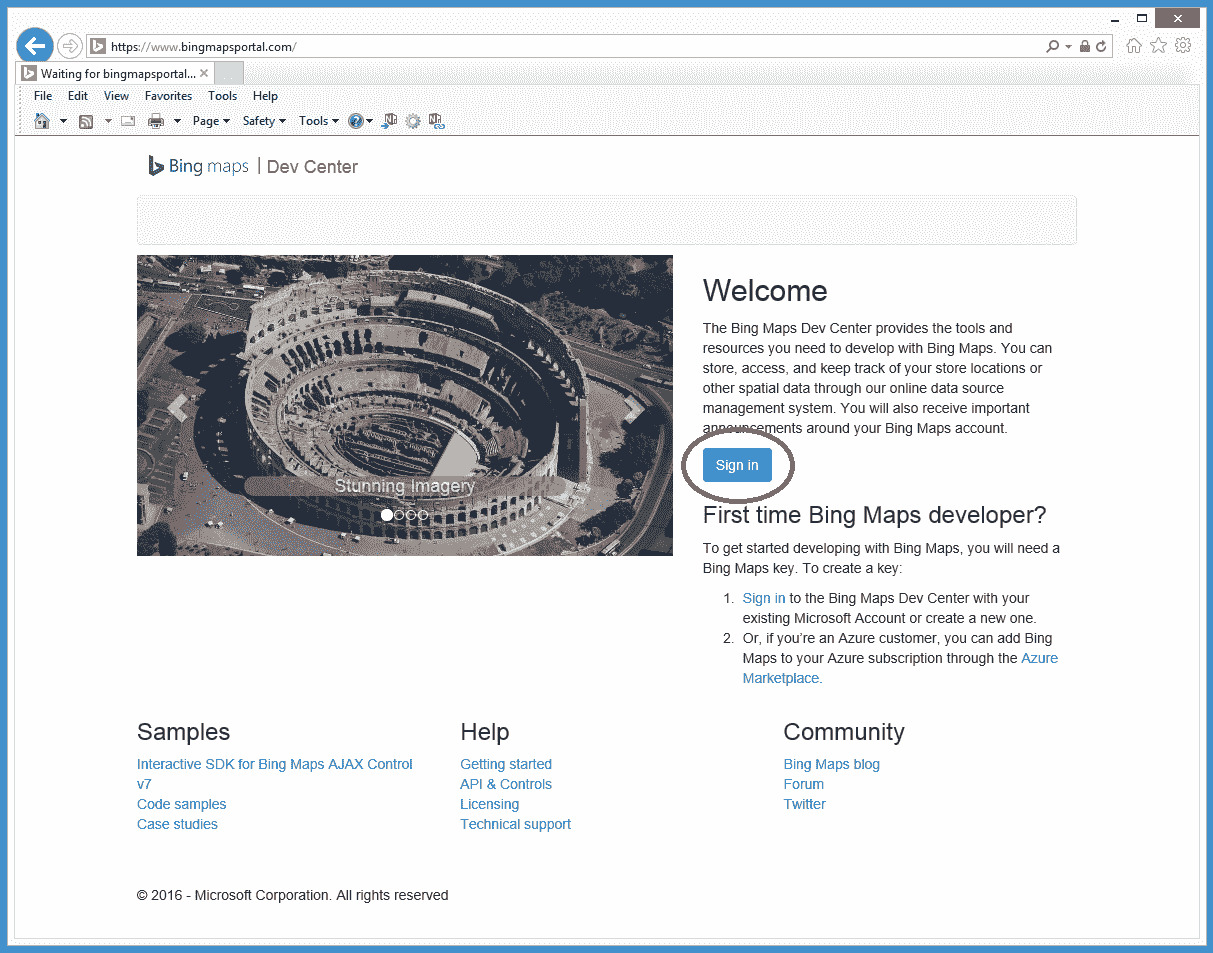 https://www.bingmapsportal.com/
Waiting for bingmapsportal...
File Edit View Favorites Tools Help
Page Safety Tools
Bing maps | Dev Center
Welcome
The Bing Maps Dev Center provides the tools and
resources you need to develop with Bing Maps. You can
store, access, and keep track of your store locations or
other spatial data through our online data source
management system. You will also receive important
announcements around your Bing Maps account.
Sign in
Stunning Imagery
First time Bing Maps developer?
To get started developing with Bing Maps, you will need a
Bing Maps key. To create a key:
1. Sign in to the Bing Maps Dev Center with your
existing Microsoft Account or create a new one.
2. Or, if you're an Azure customer, you can add Bing
Maps to your Azure subscription through the Azure
Marketplace.
Samples
Interactive SDK for Bing Maps AJAX Control
v7
Code samples
Case studies
Help
Getting started
API & Controls
Licensing
Technical support
Community
Bing Maps blog
Forum
Twitter
© 2016 - Microsoft Corporation. All rights reserved